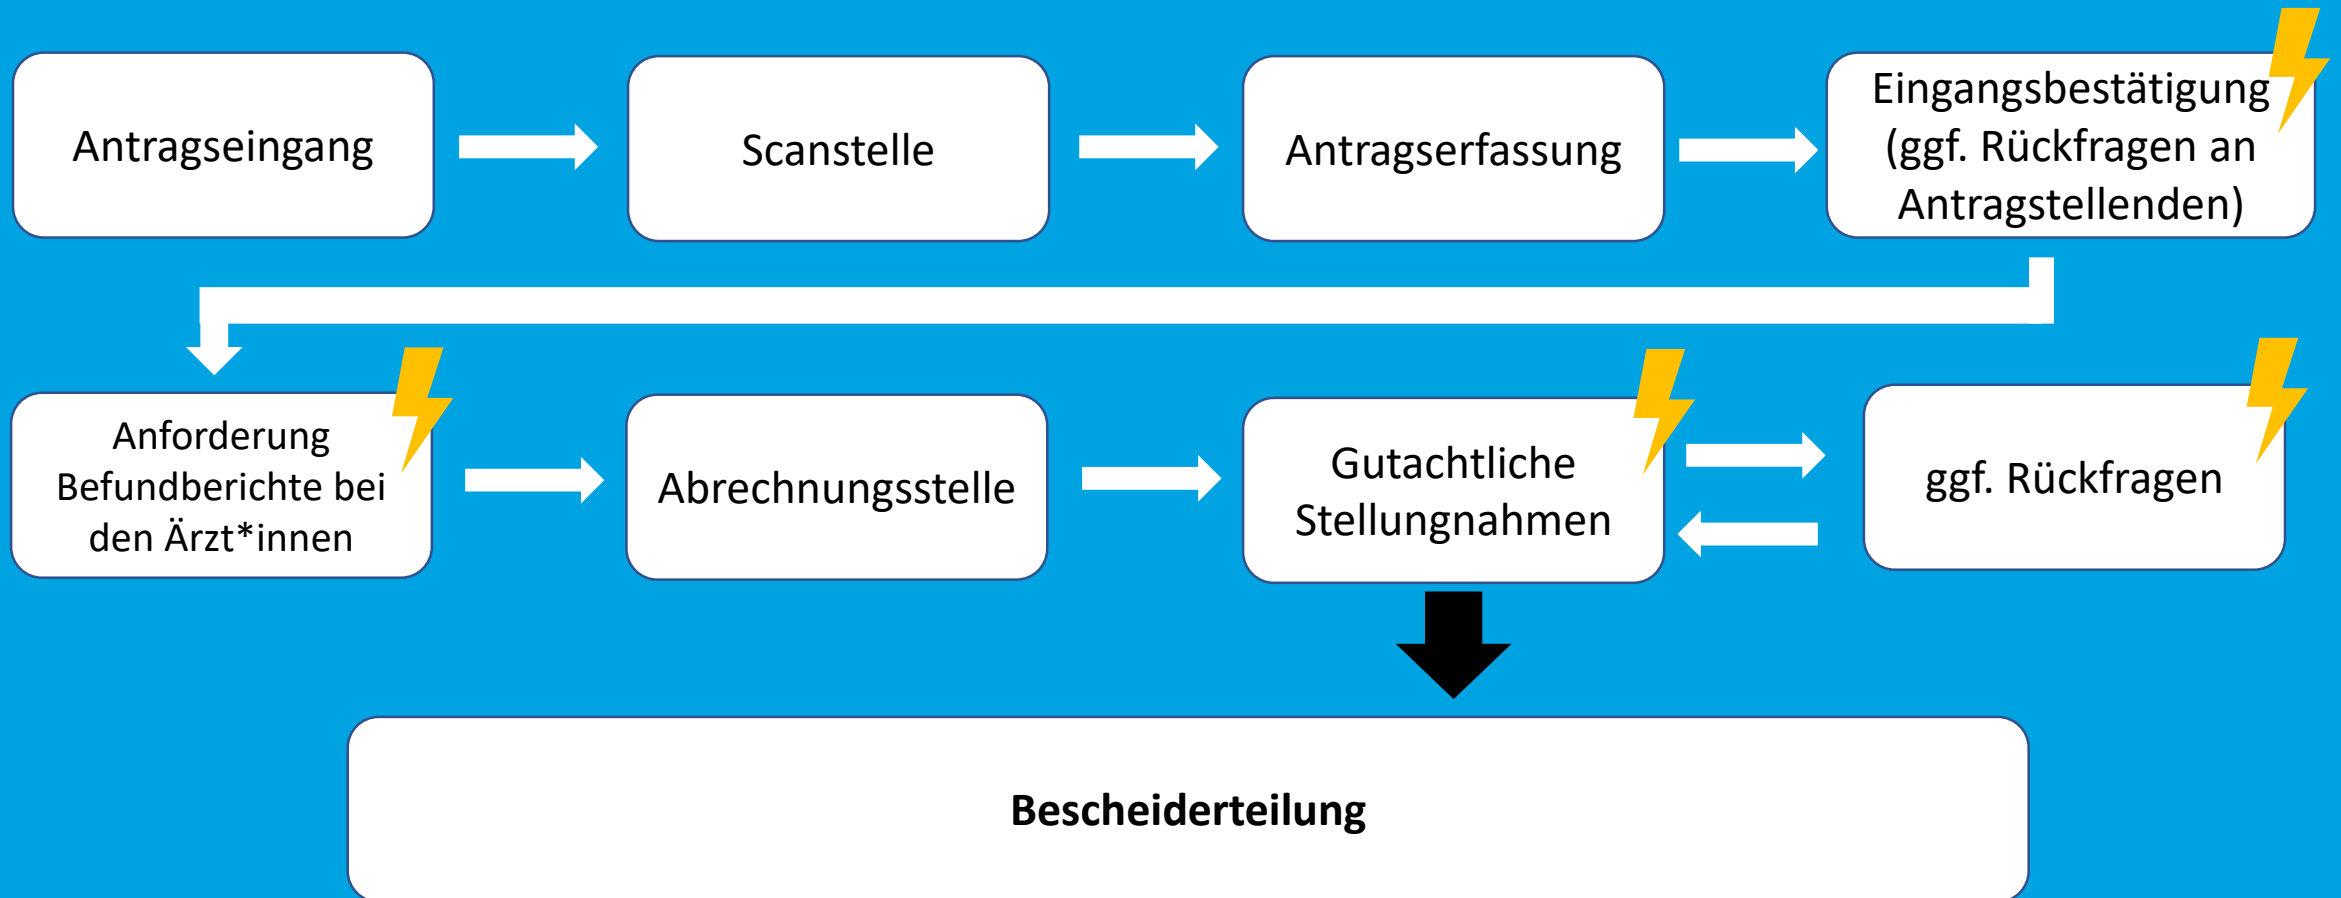 Antragseingang
Scanstelle
Antragserfassung
Eingangsbestätigung
(ggf. Rückfragen an
Antragstellenden)
Anforderung
Befundberichte bei
den Ärzt*innen
Abrechnungsstelle
Gutachtliche
Stellungnahmen
ggf. Rückfragen
Bescheiderteilung